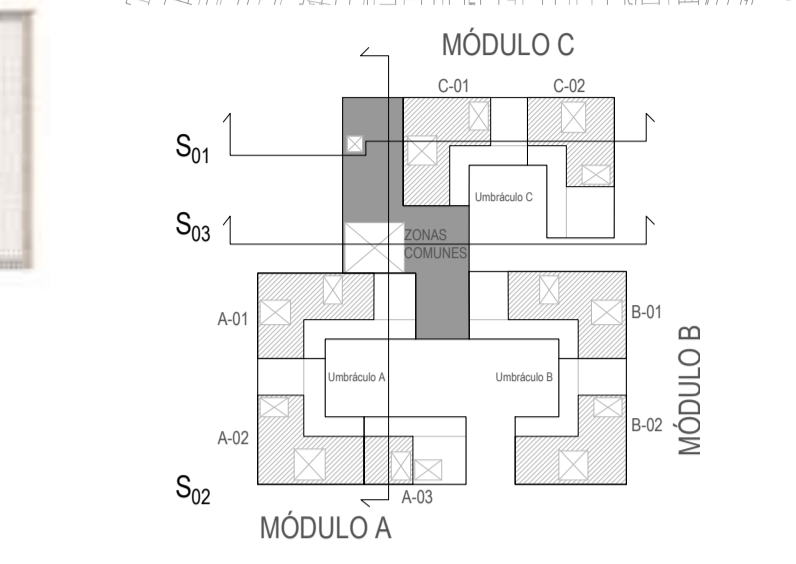 MÓDULO C
C-01
C-02
S01
Umbráculo C
S03
ZONAS
COMUNES
A-01
B-01
MÓDULO B
Umbráculo A
Umbráculo B
A-02
B-02
S02
A-03
MÓDULO A